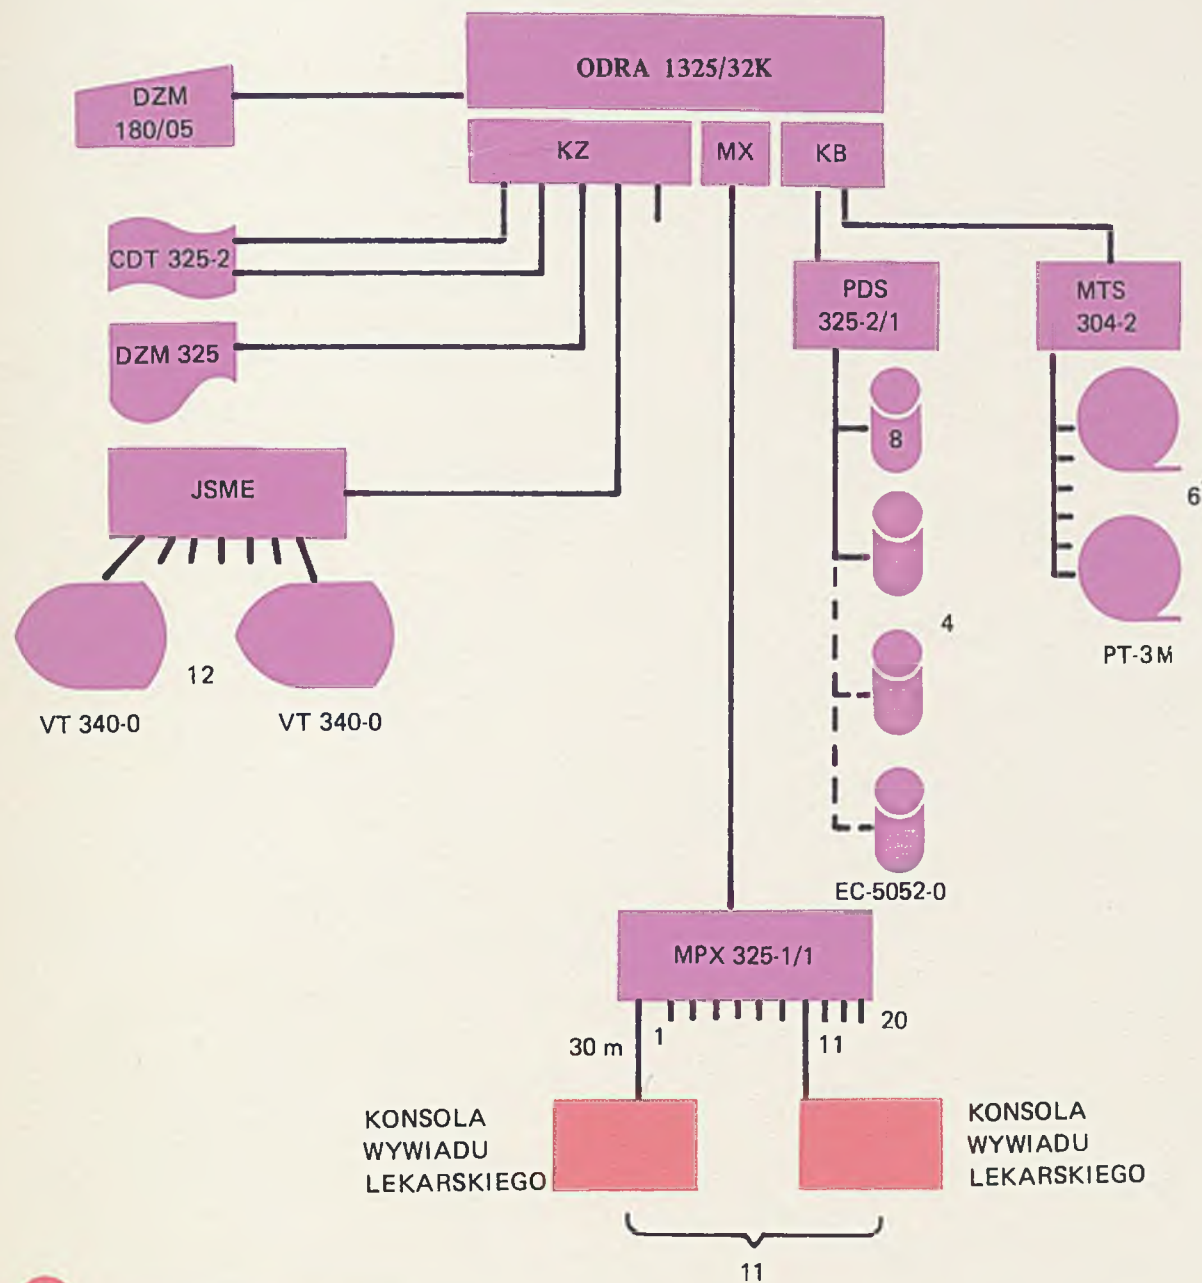 ODRA 1325/32K
DZM
180/05
KZ
MX
KB
CDT 325-2
DZM 325
PDS
325-2/1
MTS
304-2
8
6
JSME
4
PT-3M
12
VT 340-0
VT 340-0
EC-5052-0
MPX 325-1/1
30 m
1
11
20
KONSOLA
WYWIADU
LEKARSKIEGO
KONSOLA
WYWIADU
LEKARSKIEGO
11